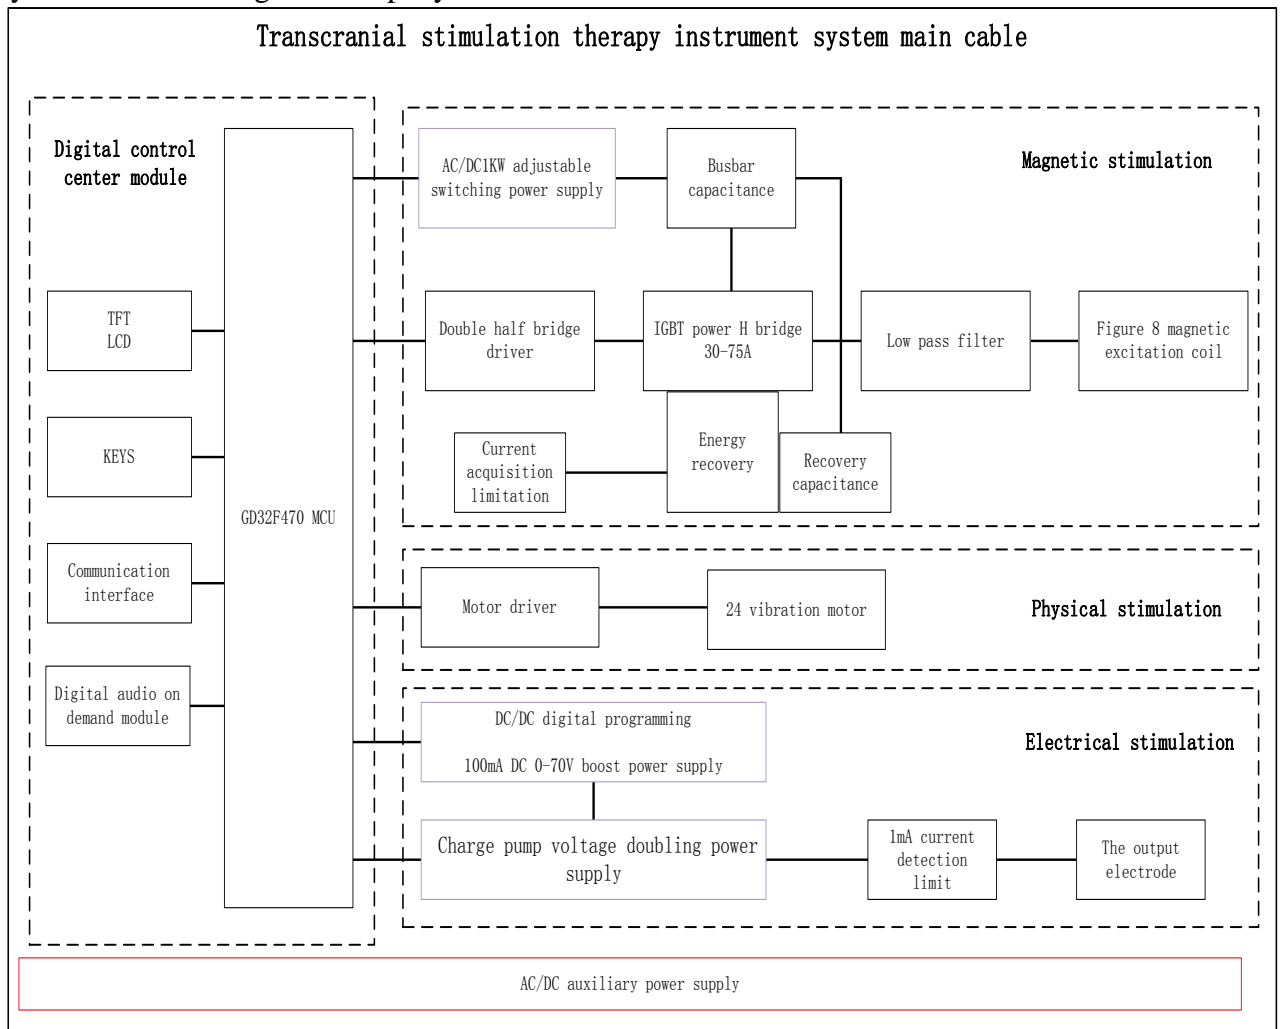 Transcranial stimulation therapy instrument system main cable
Digital control
center module
TFT
LCD
KEYS
Communication
interface
Digital audio on
demand module
GD32F470 MCU
Magnetic stimulation
AC/DC1KW adjustable
switching power supply
Busbar
capacitance
Double half bridge
driver
IGBT power H bridge
30-75A
Low pass filter
Figure 8 magnetic
excitation coil
Current
acquisition
limitation
Energy
recovery
Recovery
capacitance
Motor driver
24 vibration motor
Physical stimulation
DC/DC digital programming
100mA DC 0-70V boost power supply
Electrical stimulation
Charge pump voltage doubling power
supply
1mA current
detection
limit
The output
electrode
AC/DC auxiliary power supply